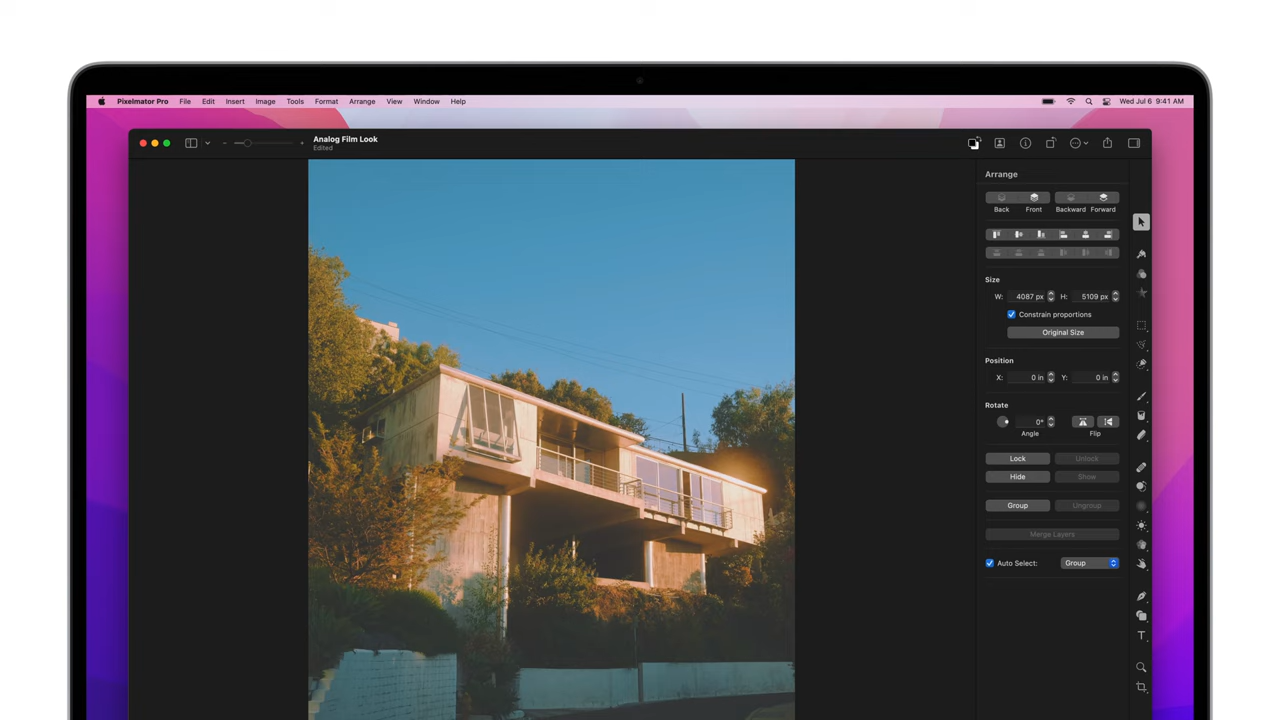 Pixelmator Pro File Edit Insert Image Tools Format Arrange View Window Help Wed Jul 6 9:41 AM
Analog Film Look
Edited
Arrange
Back Front Backward Forward
Size
W: 4087 px H: 5109 px
Constrain proportions
Original Size
Position
X: 0 in Y: 0 in
Rotate
0°
Angle Flip
Lock Unlock
Hide Show
Group Ungroup
Merge Layers
Auto Select: Group